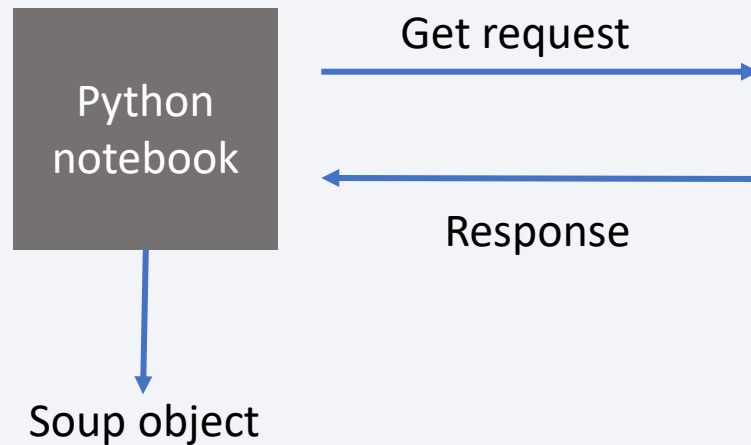 Get request
Python
notebook
Response
Soup object